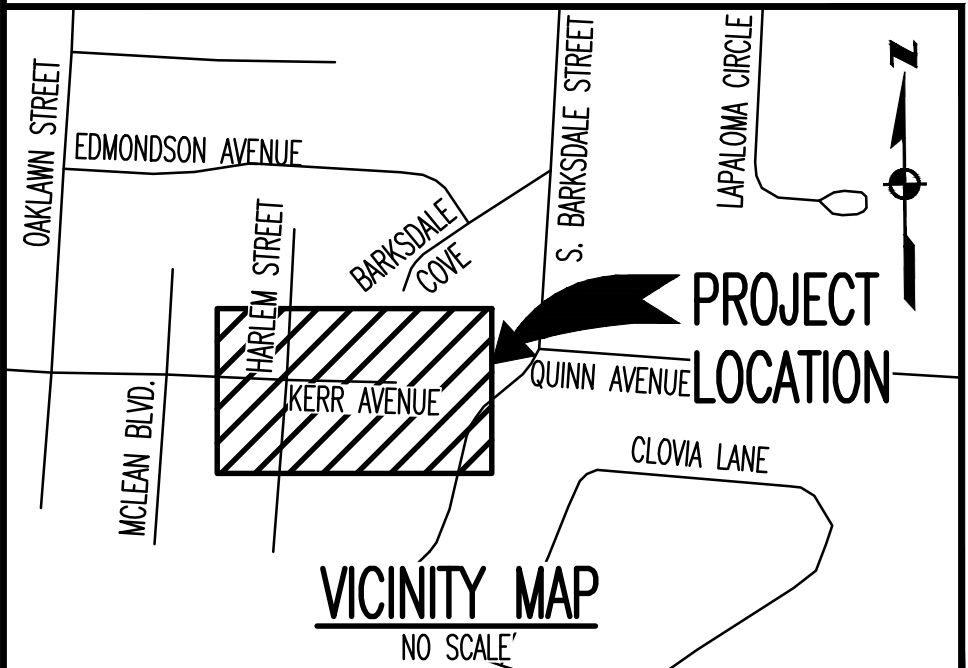 OAKLAWN STREET
EDMONDSON AVENUE
HARLEM STREET
BARKSDALE
COVE
S. BARKSDALE STREET
LAPALOMA CIRCLE
N
PROJECT
LOCATION
QUINN AVENUE
KERR AVENUE
MCLEAN BLVD.
CLOVIA LANE
VICINITY MAP
NO SCALE